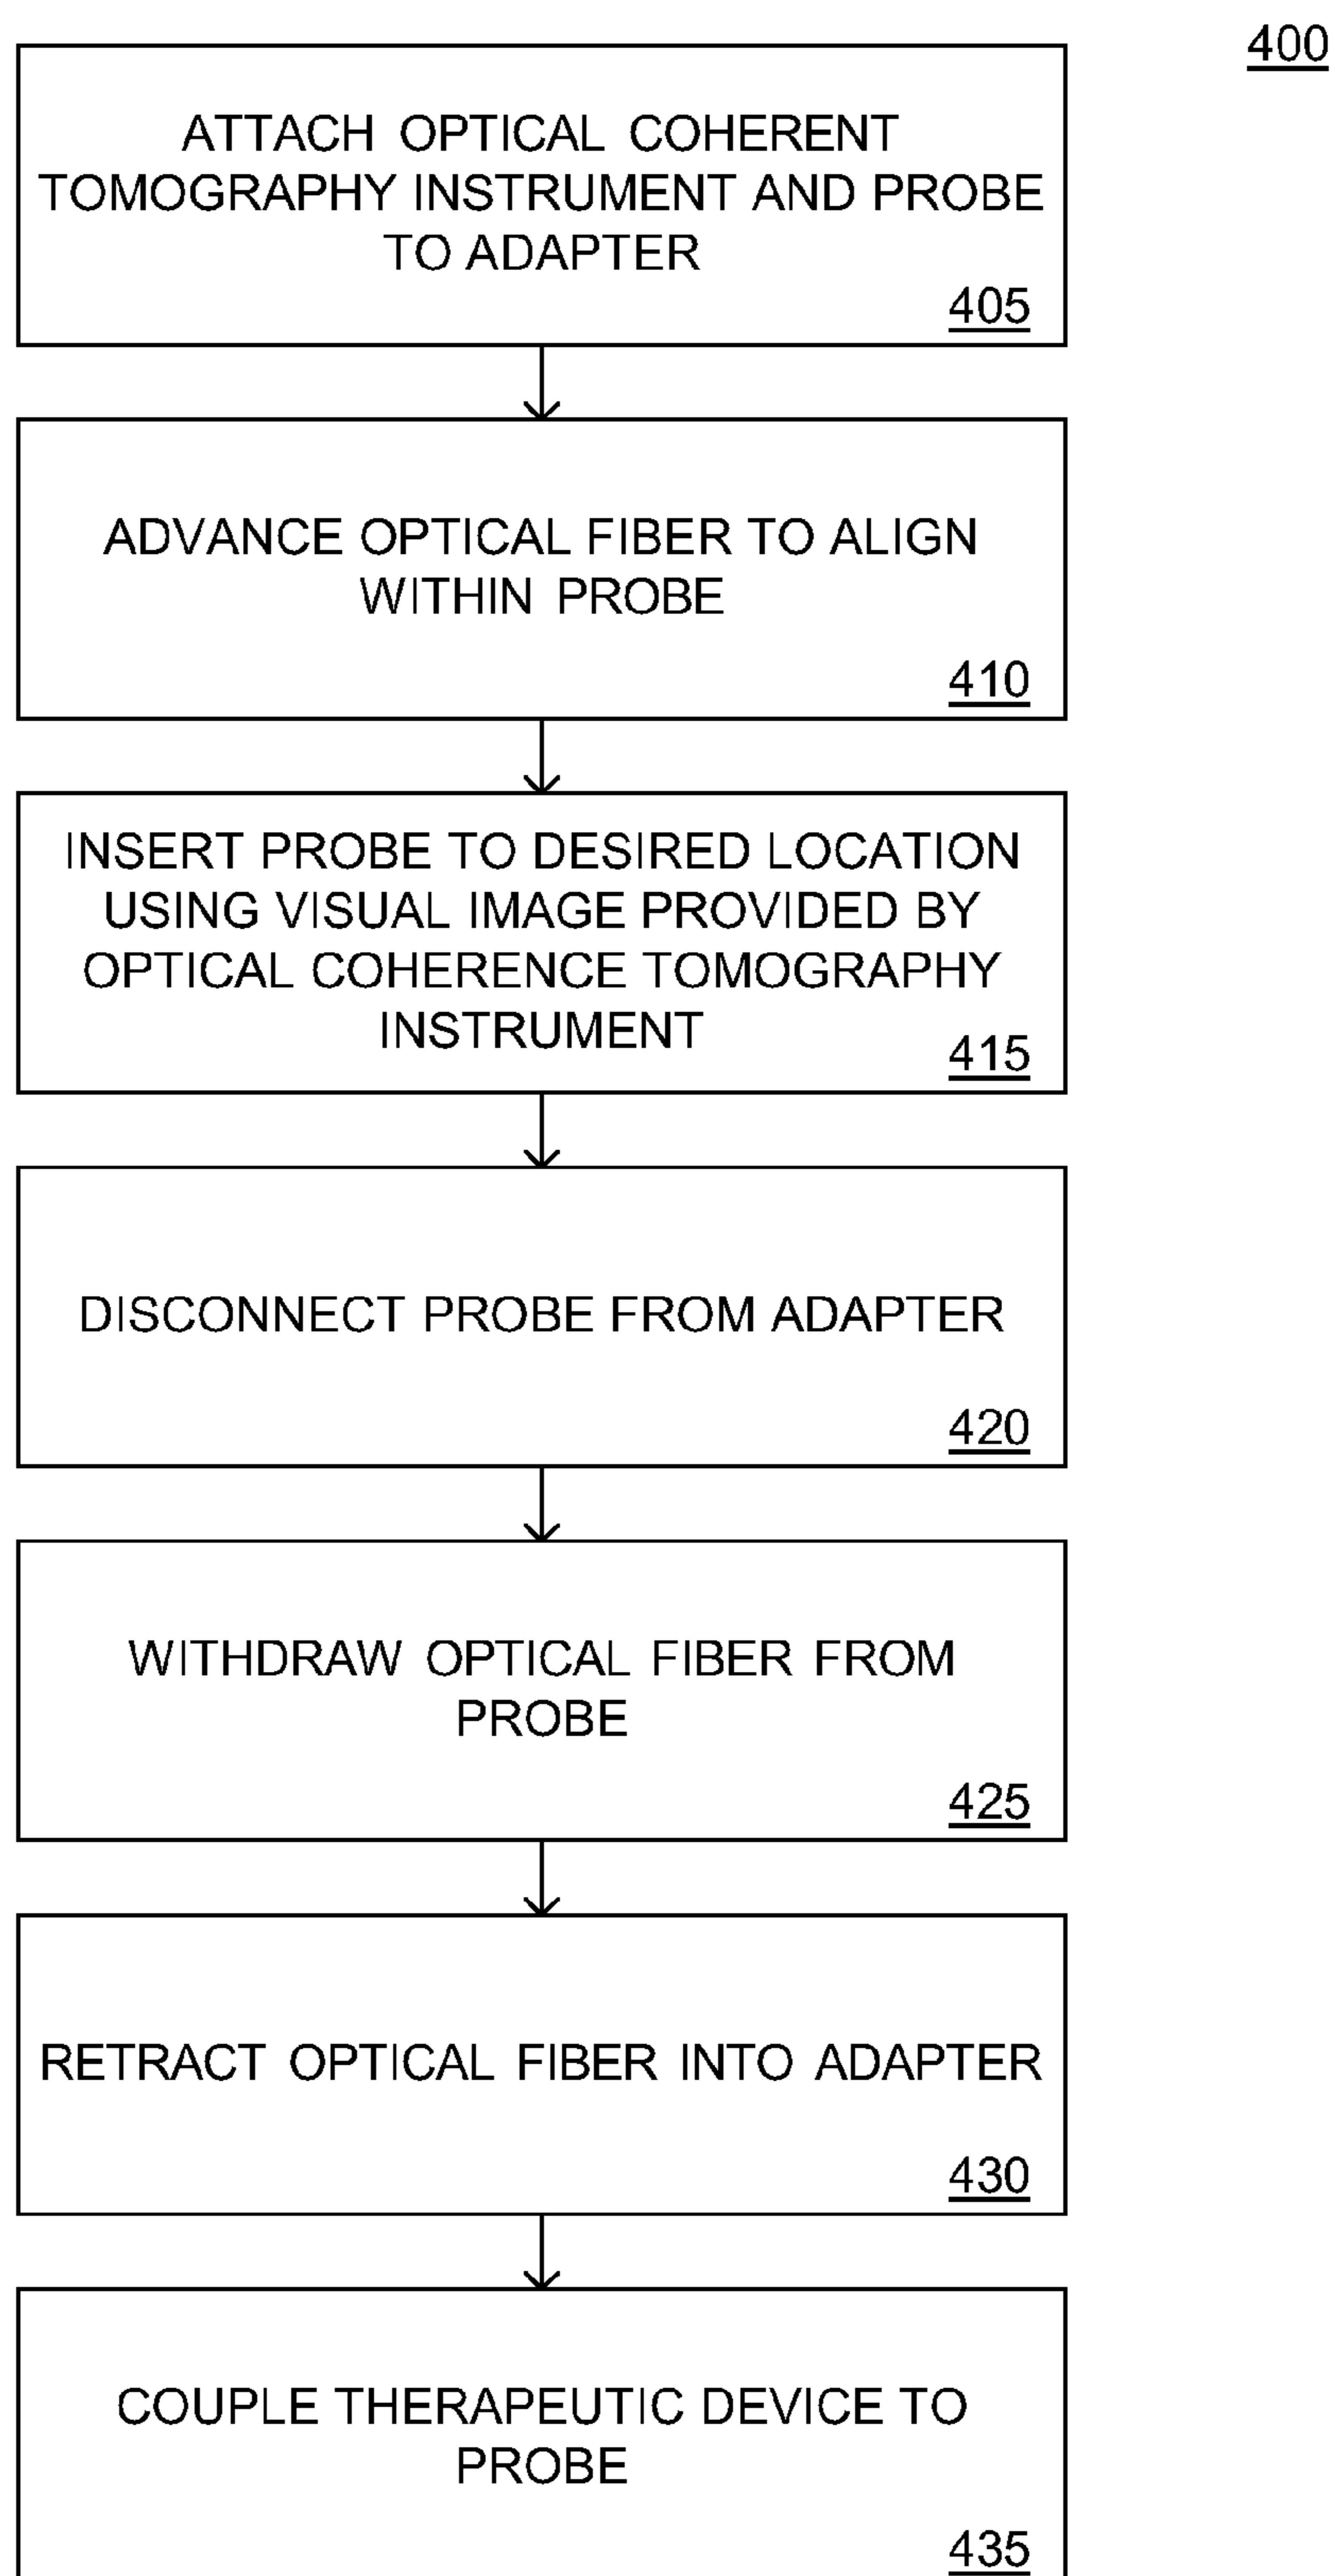 400
ATTACH OPTICAL COHERENT
TOMOGRAPHY INSTRUMENT AND PROBE
TO ADAPTER
405
ADVANCE OPTICAL FIBER TO ALIGN
WITHIN PROBE
410
INSERT PROBE TO DESIRED LOCATION
USING VISUAL IMAGE PROVIDED BY
OPTICAL COHERENCE TOMOGRAPHY
INSTRUMENT
415
DISCONNECT PROBE FROM ADAPTER
420
WITHDRAW OPTICAL FIBER FROM
PROBE
425
RETRACT OPTICAL FIBER INTO ADAPTER
430
COUPLE THERAPEUTIC DEVICE TO
PROBE
435